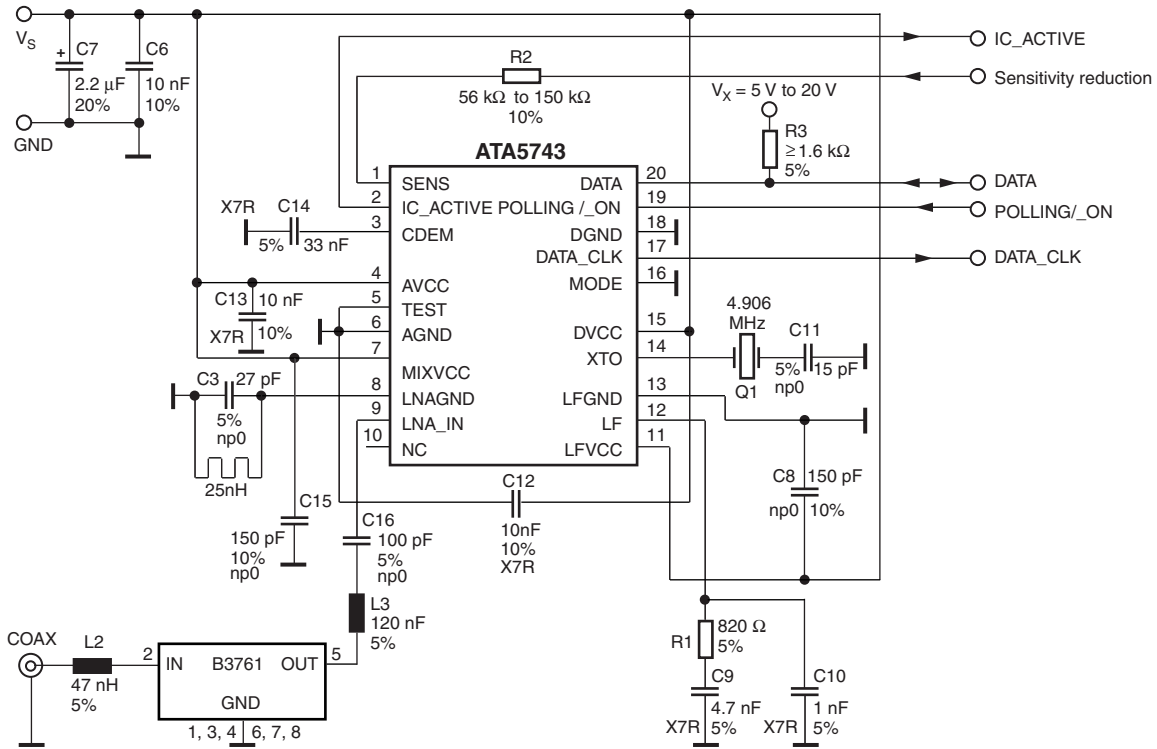 VS
C7
+
2.2 µF
20%
C6
10 nF
10%
GND
IC_ACTIVE
R2
56 kΩ to 150 kΩ
10%
Sensitivity reduction
VX = 5 V to 20 V
R3
≥1.6 kΩ
5%
ATA5743
1 SENS
2 IC_ACTIVE
3 CDEM
4 AVCC
5 TEST
6 AGND
7 MIXVCC
8 LNAGND
9 LNA_IN
10 NC
DATA 20
POLLING /_ON 19
DGND 18
DATA_CLK 17
MODE 16
DVCC 15
XTO 14
LFGND 13
LF 12
LFVCC 11
DATA
POLLING/_ON
DATA_CLK
X7R
C14
5%
33 nF
C13
10 nF
X7R
10%
C3
27 pF
5%
np0
25nH
C15
150 pF
10%
np0
C16
100 pF
5%
np0
C12
10nF
10%
X7R
4.906
MHz
Q1
C11
5%
15 pF
np0
C8
150 pF
np0
10%
L3
120 nF
5%
COAX
L2
47 nH
5%
2 IN
B3761
OUT 5
GND
1, 3, 4
6, 7, 8
R1
820 Ω
5%
C9
4.7 nF
X7R
5%
C10
1 nF
X7R
5%